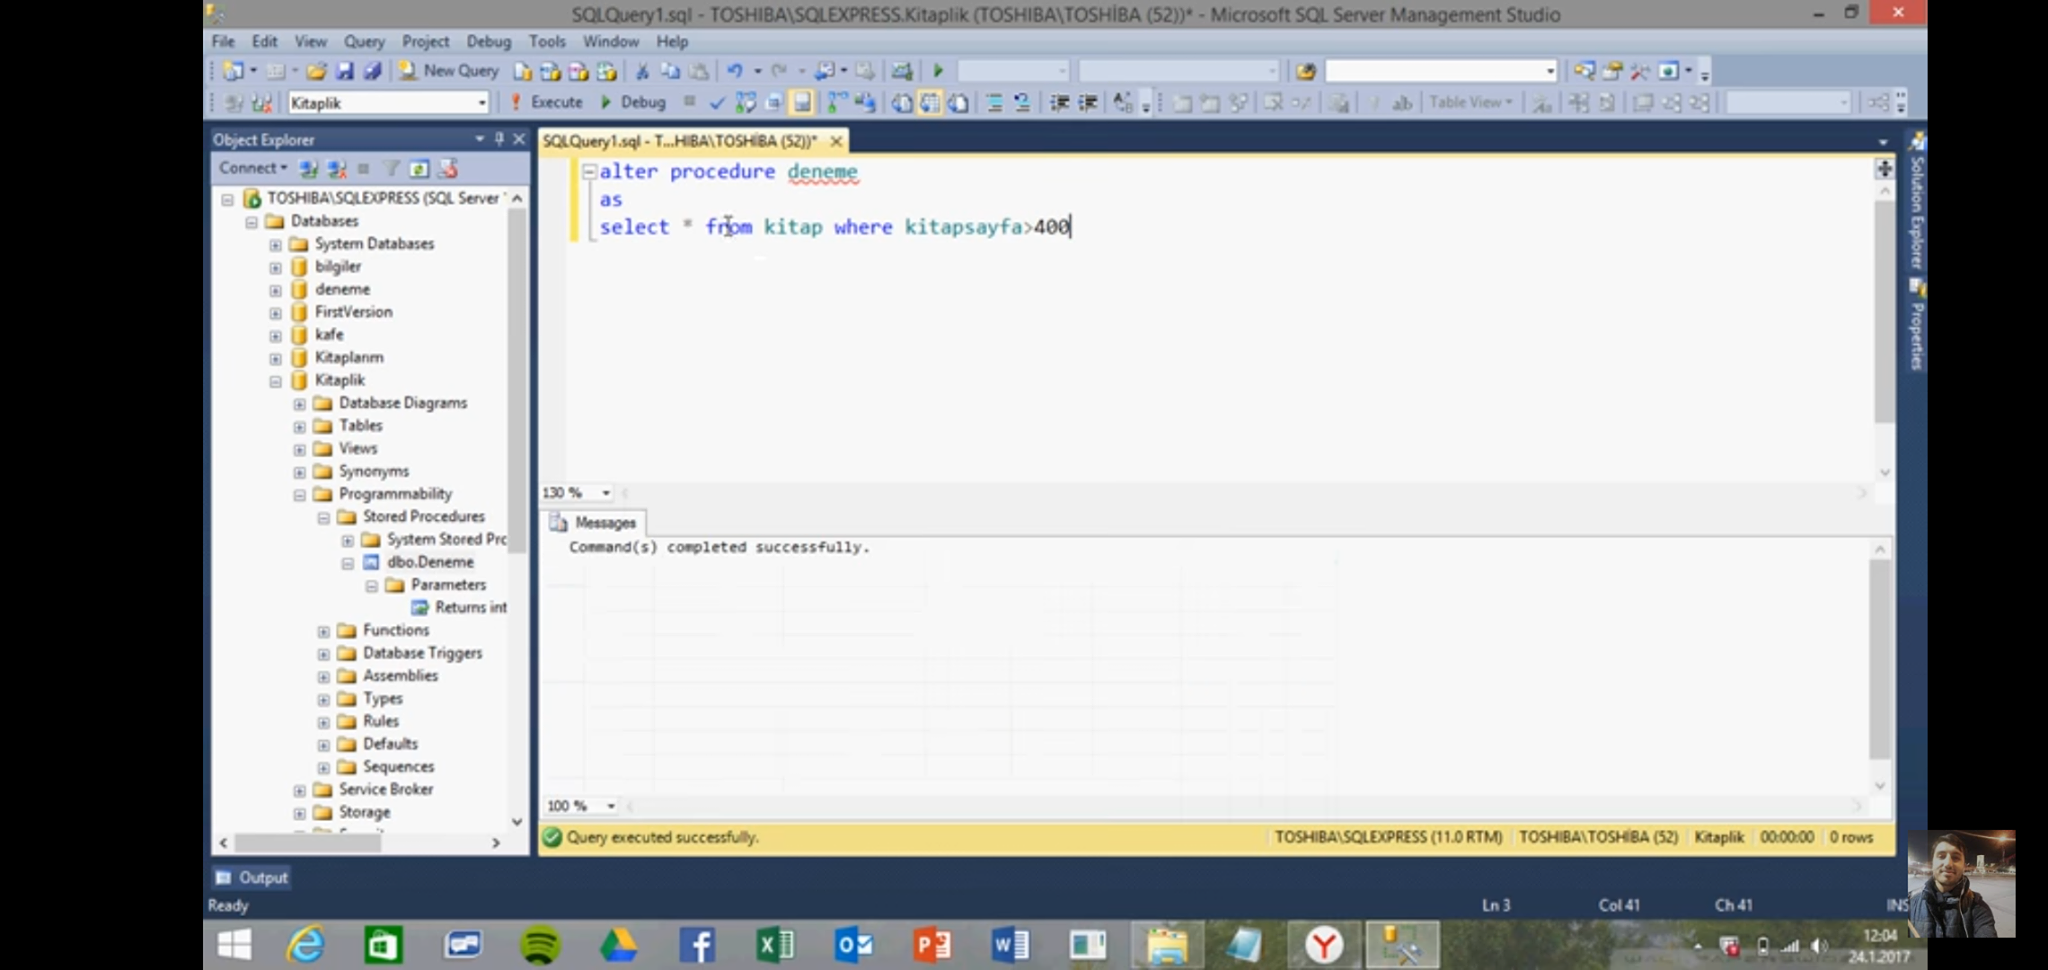 SQLQuery1.sql - TOSHIBA\SQLEXPRESS.Kitaplik (TOSHIBA\TOSHİBA (52))* - Microsoft SQL Server Management Studio
File Edit View Query Project Debug Tools Window Help
New Query
Kitaplik Execute Debug Table View
Object Explorer
Connect
TOSHIBA\SQLEXPRESS (SQL Server
Databases
System Databases
bilgiler
deneme
FirstVersion
kafe
Kitaplarım
Kitaplik
Database Diagrams
Tables
Views
Synonyms
Programmability
Stored Procedures
System Stored Prc
dbo.Deneme
Parameters
Returns int
Functions
Database Triggers
Assemblies
Types
Rules
Defaults
Sequences
Service Broker
Storage
SQLQuery1.sql - T...HIBA\TOSHİBA (52))*
alter procedure deneme
as
select * from kitap where kitapsayfa>400
130 %
Messages
Command(s) completed successfully.
100 %
Query executed successfully. TOSHIBA\SQLEXPRESS (11.0 RTM) TOSHIBA\TOSHİBA (52) Kitaplik 00:00:00 0 rows
Solution Explorer
Properties
Output
Ready Ln 3 Col 41 Ch 41 INS
12:04
24.1.2017